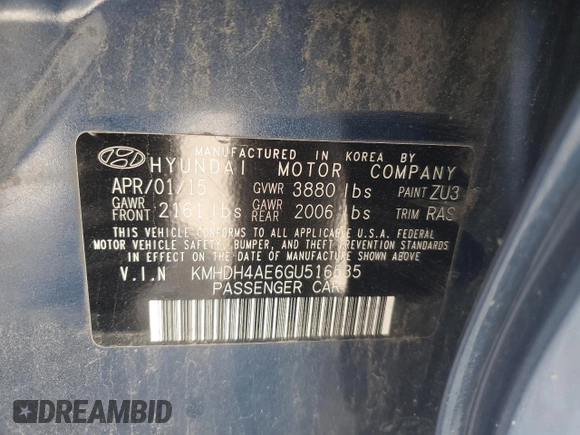 MANUFACTURED IN KOREA BY
HYUNDAI MOTOR COMPANY
APR/01/15 GVWR 3880 lbs PAINT ZU3
GAWR FRONT 2161 lbs GAWR REAR 2006 lbs TRIM RAS
THIS VEHICLE CONFORMS TO ALL APPLICABLE U.S.A. FEDERAL
MOTOR VEHICLE SAFETY, BUMPER, AND THEFT PREVENTION
STANDARDS IN EFFECT ON THE DATE OF MANUFACTURE SHOWN ABOVE.
V.I.N KMHDH4AE6GU516635
PASSENGER CAR
DREAMBID